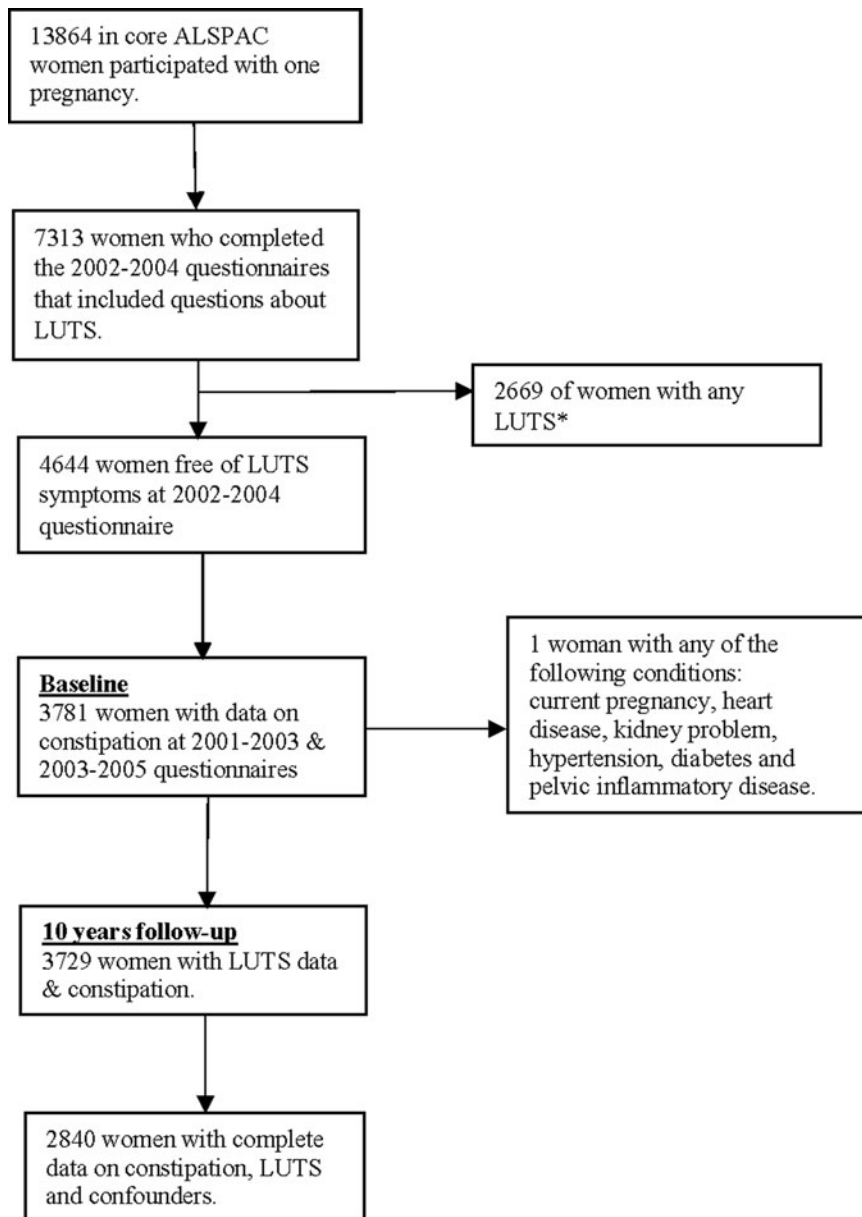 13864 in core ALSPAC
women participated with one
pregnancy.
7313 women who completed
the 2002-2004 questionnaires
that included questions about
LUTS.
2669 of women with any
LUTS*
4644 women free of LUTS
symptoms at 2002-2004
questionnaire
Baseline
3781 women with data on
constipation at 2001-2003 &
2003-2005 questionnaires
1 woman with any of the
following conditions:
current pregnancy, heart
disease, kidney problem,
hypertension, diabetes and
pelvic inflammatory disease.
10 years follow-up
3729 women with LUTS data
& constipation.
2840 women with complete
data on constipation, LUTS
and confounders.